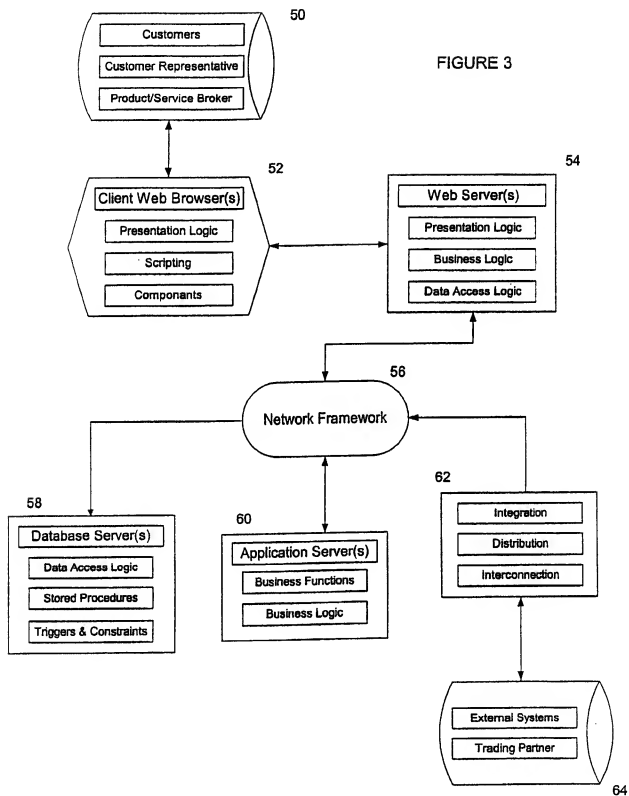 50
Customers
Customer Representative
Product/Service Broker
FIGURE 3
52
Client Web Browser(s)
Presentation Logic
Scripting
Componants
54
Web Server(s)
Presentation Logic
Business Logic
Data Access Logic
56
Network Framework
58
Database Server(s)
Data Access Logic
Stored Procedures
Triggers & Constraints
60
Application Server(s)
Business Functions
Business Logic
62
Integration
Distribution
Interconnection
External Systems
Trading Partner
64